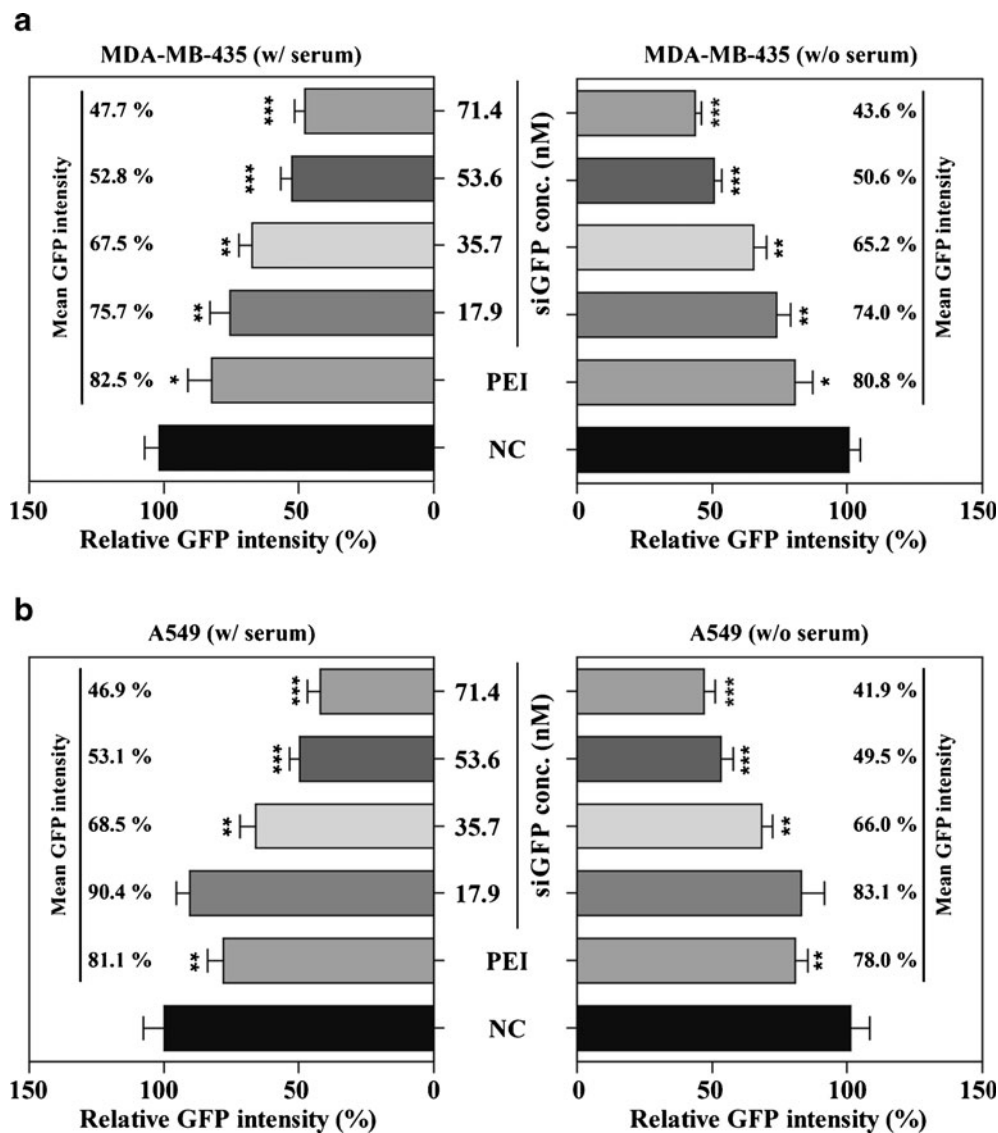 a
MDA-MB-435 (w/ serum)
MDA-MB-435 (w/o serum)
Mean GFP intensity
47.7 %
***
71.4
siGFP conc. (nM)
***
43.6 %
Mean GFP intensity
52.8 %
***
53.6
***
50.6 %
67.5 %
**
35.7
**
65.2 %
75.7 %
**
17.9
**
74.0 %
82.5 %
*
PEI
*
80.8 %
NC
150 100 50 0
0 50 100 150
Relative GFP intensity (%)
Relative GFP intensity (%)
b
A549 (w/ serum)
A549 (w/o serum)
Mean GFP intensity
46.9 %
***
71.4
siGFP conc. (nM)
***
41.9 %
Mean GFP intensity
53.1 %
***
53.6
***
49.5 %
68.5 %
**
35.7
**
66.0 %
90.4 %
17.9
83.1 %
81.1 %
**
PEI
**
78.0 %
NC
150 100 50 0
0 50 100 150
Relative GFP intensity (%)
Relative GFP intensity (%)